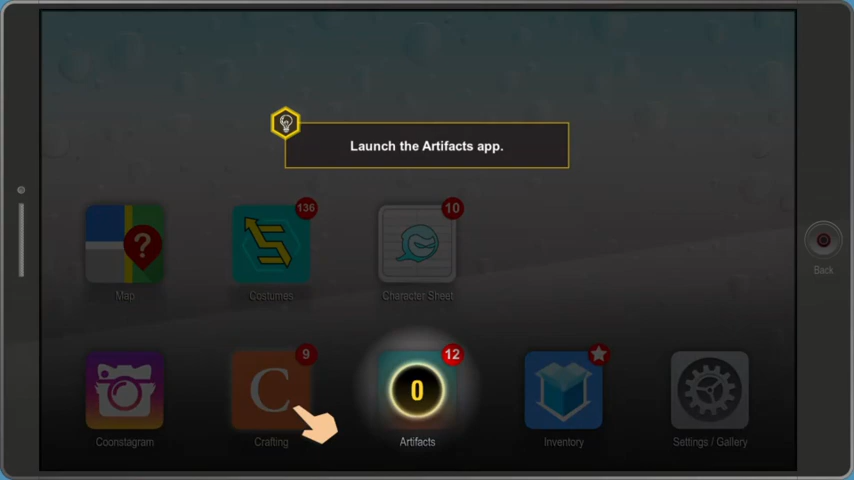 Launch the Artifacts app.
136
10
?
Map
Costumes
Character Sheet
Back
9
12
C
0
Coonstagram
Crafting
Artifacts
Inventory
Settings / Gallery